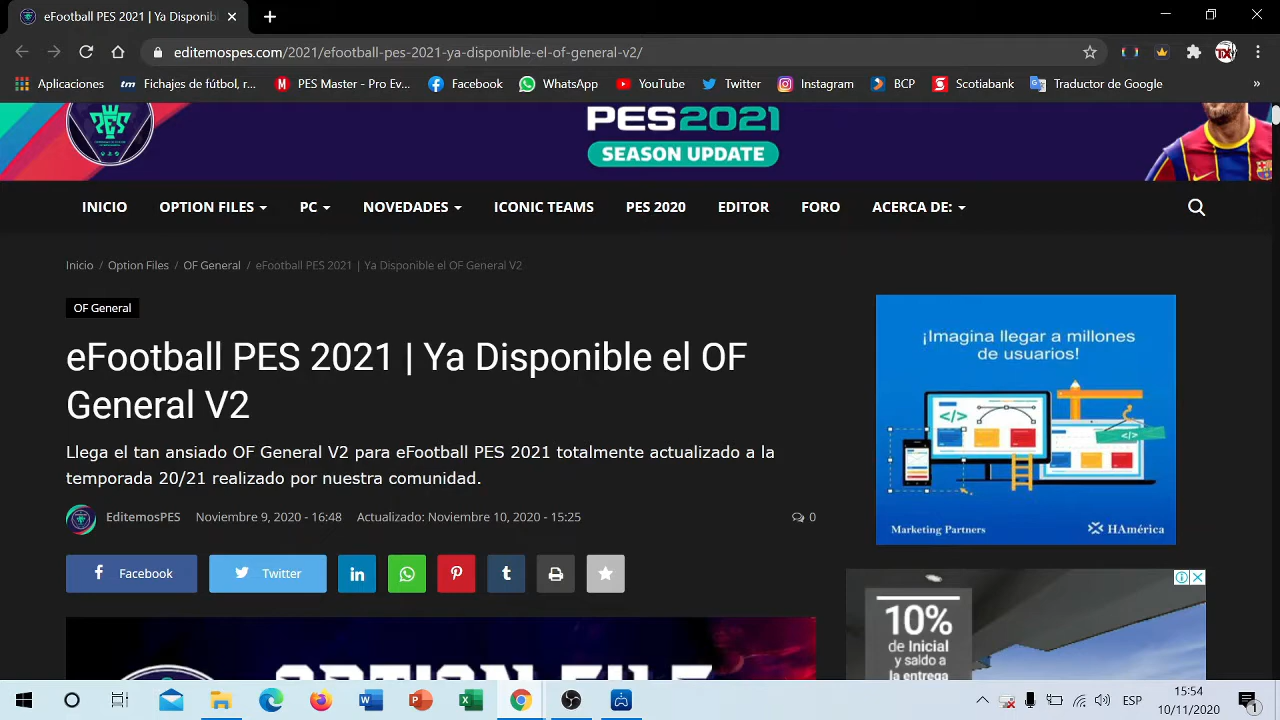 eFootball PES 2021 | Ya Disponibl
editemospes.com/2021/efootball-pes-2021-ya-disponible-el-of-general-v2/
Aplicaciones
Fichajes de fútbol, r...
PES Master - Pro Ev...
Facebook
WhatsApp
YouTube
Twitter
Instagram
BCP
Scotiabank
Traductor de Google
»
PES2021
SEASON UPDATE
INICIO
OPTION FILES
PC
NOVEDADES
ICONIC TEAMS
PES 2020
EDITOR
FORO
ACERCA DE:
Inicio / Option Files / OF General / eFootball PES 2021 | Ya Disponible el OF General V2
OF General
eFootball PES 2021 | Ya Disponible el OF
General V2
Llega el tan ansiado OF General V2 para eFootball PES 2021 totalmente actualizado a la
temporada 20/21 realizado por nuestra comunidad.
EditemosPES Noviembre 9, 2020 - 16:48 Actualizado: Noviembre 10, 2020 - 15:25 0
Facebook
Twitter
OPTION FILE
¡Imagina llegar a millones
de usuarios!
Marketing Partners
HAmérica
10%
de Inicial
y saldo a
la entrega
ESP
15:54
10/11/2020
1